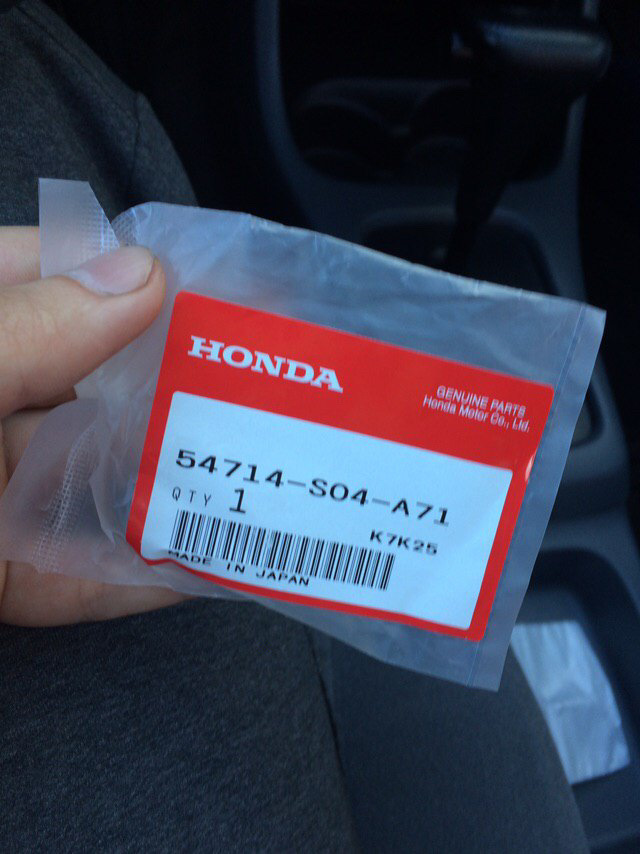 HONDA
GENUINE PARTS
Honda Motor Co., Ltd.
54714-S04-A71
QTY 1
K7K25
MADE IN JAPAN